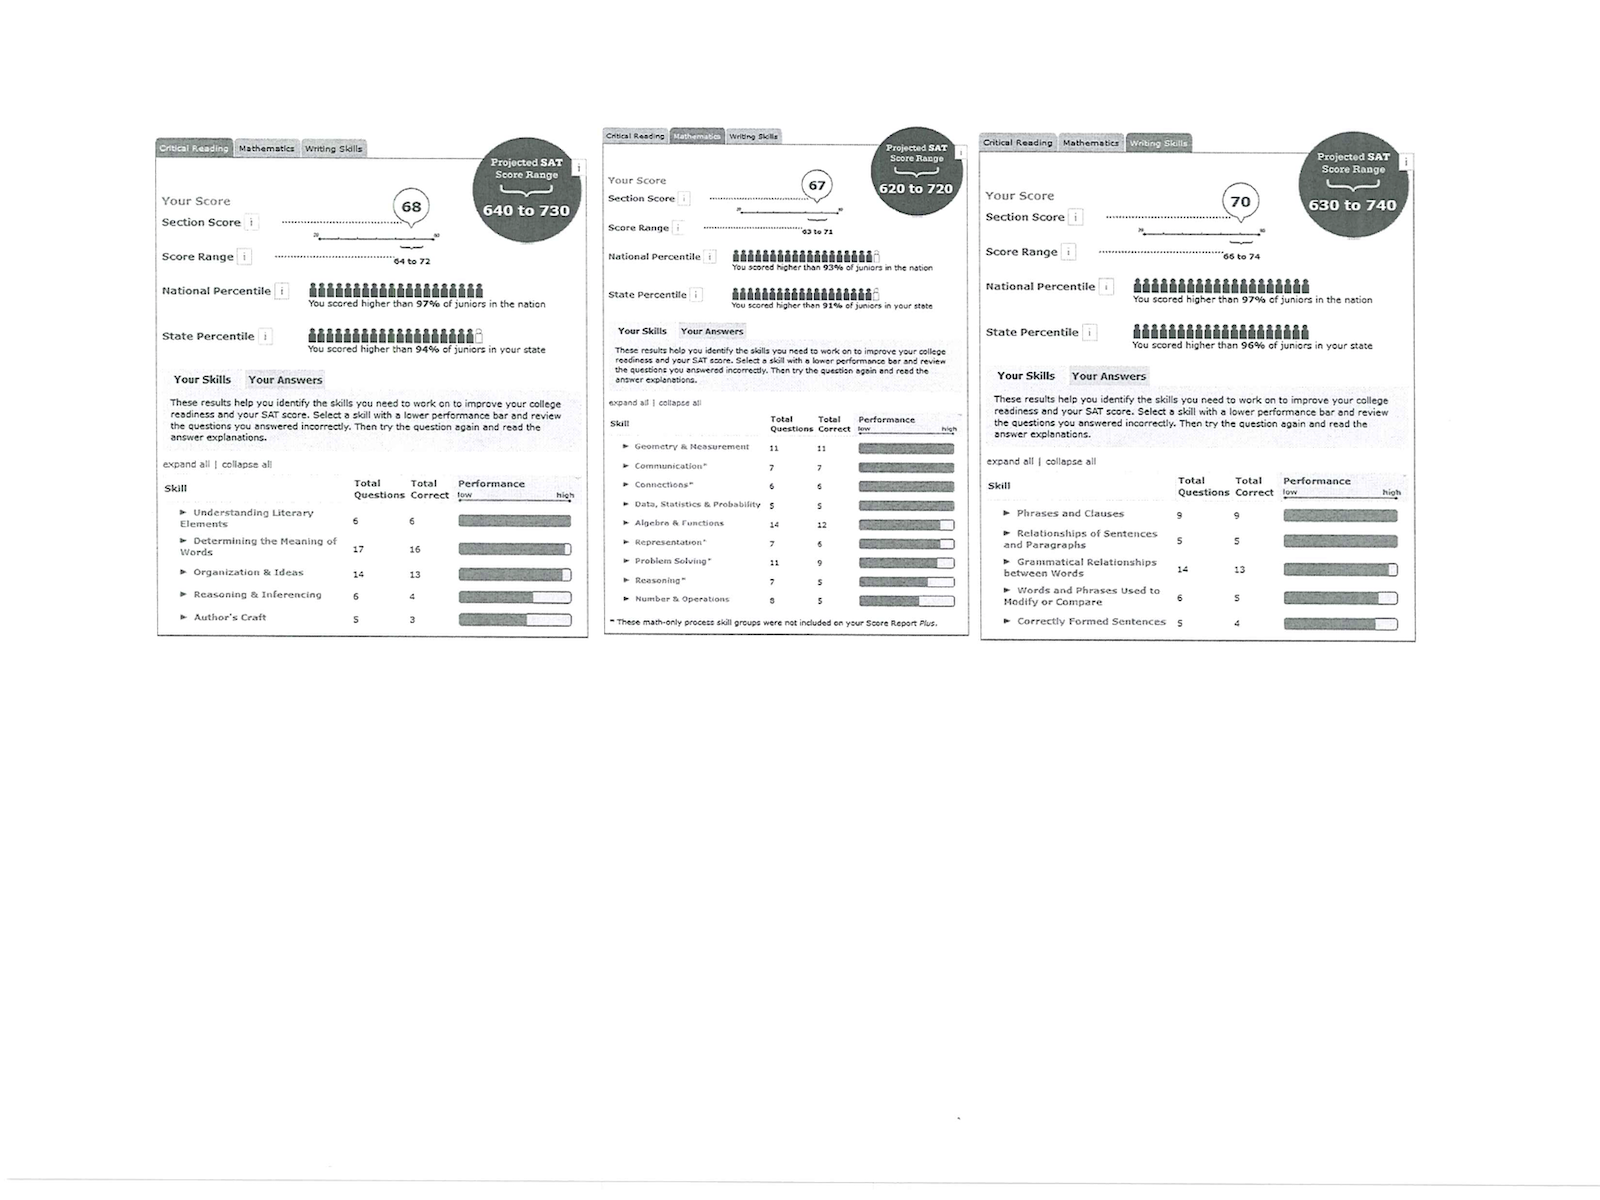 Critical Reading Mathematics Writing Skills
Projected SAT
Score Range
640 to 730
i
Your Score
68
Section Score i
20 80
Score Range i
64 to 72
National Percentile i
You scored higher than 97% of juniors in the nation
State Percentile i
You scored higher than 94% of juniors in your state
Your Skills Your Answers
These results help you identify the skills you need to work on to improve your college
readiness and your SAT score. Select a skill with a lower performance bar and review
the questions you answered incorrectly. Then try the question again and read the
answer explanations.
expand all | collapse all
Skill Total Questions Total Correct Performance
low high
► Understanding Literary
Elements 6 6
► Determining the Meaning of
Words 17 16
► Organization & Ideas 14 13
► Reasoning & Inferencing 6 4
► Author's Craft 5 3
Critical Reading Mathematics Writing Skills
Projected SAT
Score Range
620 to 720
i
Your Score
67
Section Score i
20 80
Score Range i
63 to 71
National Percentile i
You scored higher than 93% of juniors in the nation
State Percentile i
You scored higher than 91% of juniors in your state
Your Skills Your Answers
These results help you identify the skills you need to work on to improve your college
readiness and your SAT score. Select a skill with a lower performance bar and review
the questions you answered incorrectly. Then try the question again and read the
answer explanations.
expand all | collapse all
Skill Total Questions Total Correct Performance
low high
► Geometry & Measurement 11 11
► Communication* 7 7
► Connections* 6 6
► Data, Statistics & Probability 5 5
► Algebra & Functions 14 12
► Representation* 7 6
► Problem Solving* 11 9
► Reasoning* 7 5
► Number & Operations 8 5
* These math-only process skill groups were not included on your Score Report Plus.
Critical Reading Mathematics Writing Skills
Projected SAT
Score Range
630 to 740
i
Your Score
70
Section Score i
20 80
Score Range i
66 to 74
National Percentile i
You scored higher than 97% of juniors in the nation
State Percentile i
You scored higher than 96% of juniors in your state
Your Skills Your Answers
These results help you identify the skills you need to work on to improve your college
readiness and your SAT score. Select a skill with a lower performance bar and review
the questions you answered incorrectly. Then try the question again and read the
answer explanations.
expand all | collapse all
Skill Total Questions Total Correct Performance
low high
► Phrases and Clauses 9 9
► Relationships of Sentences
and Paragraphs 5 5
► Grammatical Relationships
between Words 14 13
► Words and Phrases Used to
Modify or Compare 6 5
► Correctly Formed Sentences 5 4